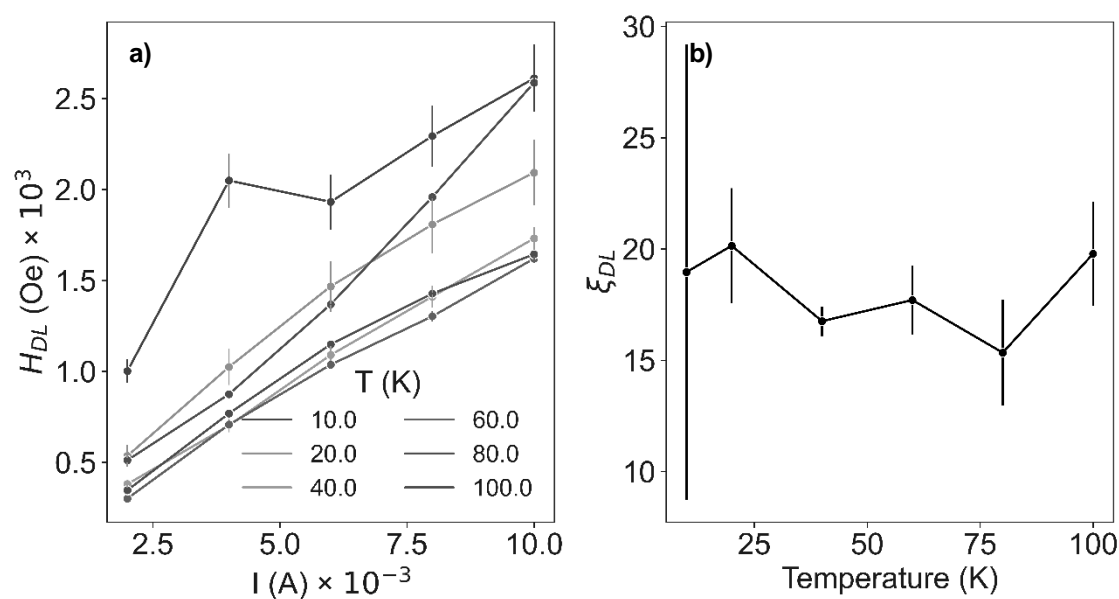 a)
H_DL (Oe) × 10³
2.5
2.0
1.5
1.0
0.5
T (K)
10.0 60.0
20.0 80.0
40.0 100.0
2.5 5.0 7.5 10.0
I (A) × 10⁻³
b)
ξ_DL
30
25
20
15
10
25 50 75 100
Temperature (K)